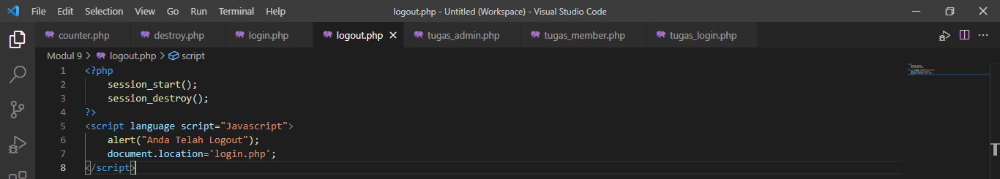 File Edit Selection View Go Run Terminal Help logout.php - Untitled (Workspace) - Visual Studio Code
counter.php destroy.php login.php logout.php tugas_admin.php tugas_member.php tugas_login.php
Modul 9 > logout.php > script
1 <?php
2 session_start();
3 session_destroy();
4 ?>
5 <script language script="Javascript">
6 alert("Anda Telah Logout");
7 document.location='login.php';
8 </script>